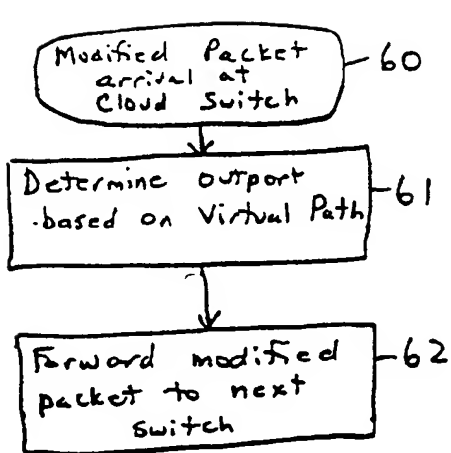 Modified Packet
arrival at
Cloud Switch
60
Determine outport
based on Virtual Path
61
Forward modified
packet to next
switch
62